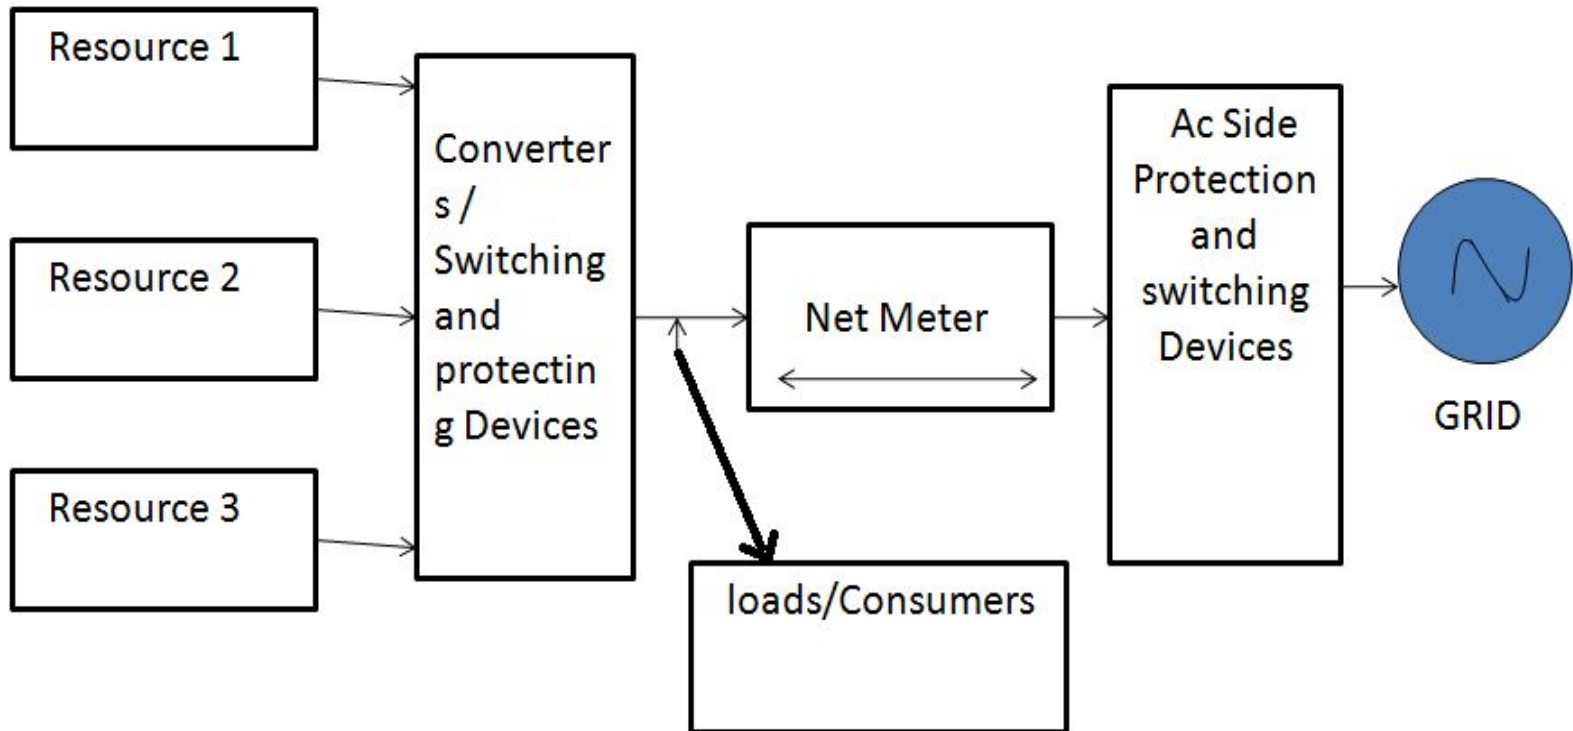 Resource 1
Resource 2
Resource 3
Converter
s /
Switching
and
protectin
g Devices
Net Meter
loads/Consumers
Ac Side
Protection
and
switching
Devices
GRID